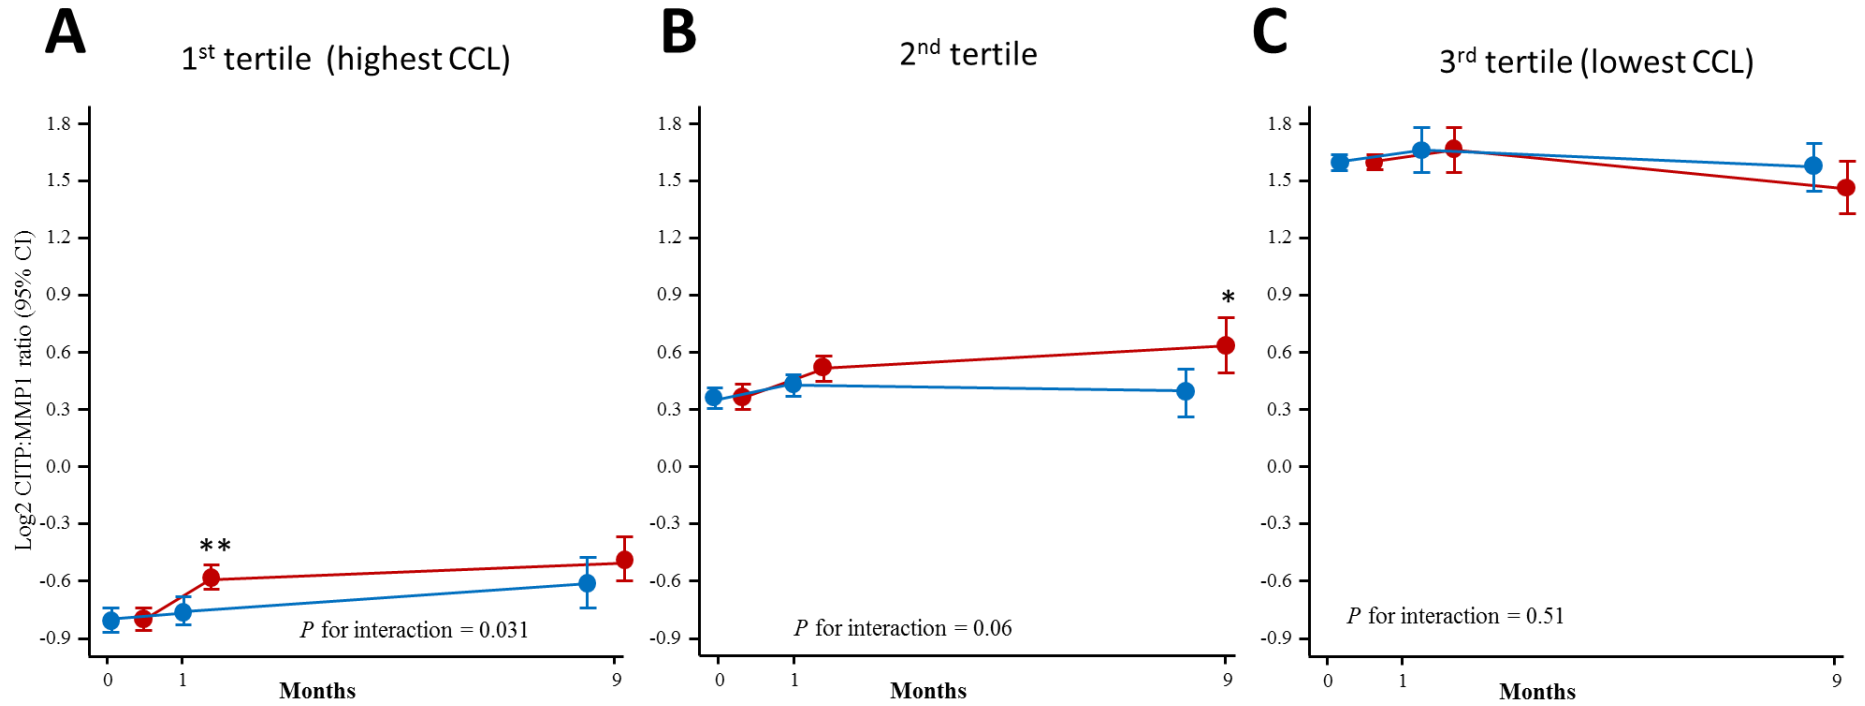 A
1st tertile (highest CCL)
Log2 CITP:MMP1 ratio (95% CI)
1.8
1.5
1.2
0.9
0.6
0.3
0.0
-0.3
-0.6
-0.9
**
P for interaction = 0.031
0 1 9
Months
B
2nd tertile
1.8
1.5
1.2
0.9
0.6
0.3
0.0
-0.3
-0.6
-0.9
*
P for interaction = 0.06
0 1 9
Months
C
3rd tertile (lowest CCL)
1.8
1.5
1.2
0.9
0.6
0.3
0.0
-0.3
-0.6
-0.9
P for interaction = 0.51
0 1 9
Months